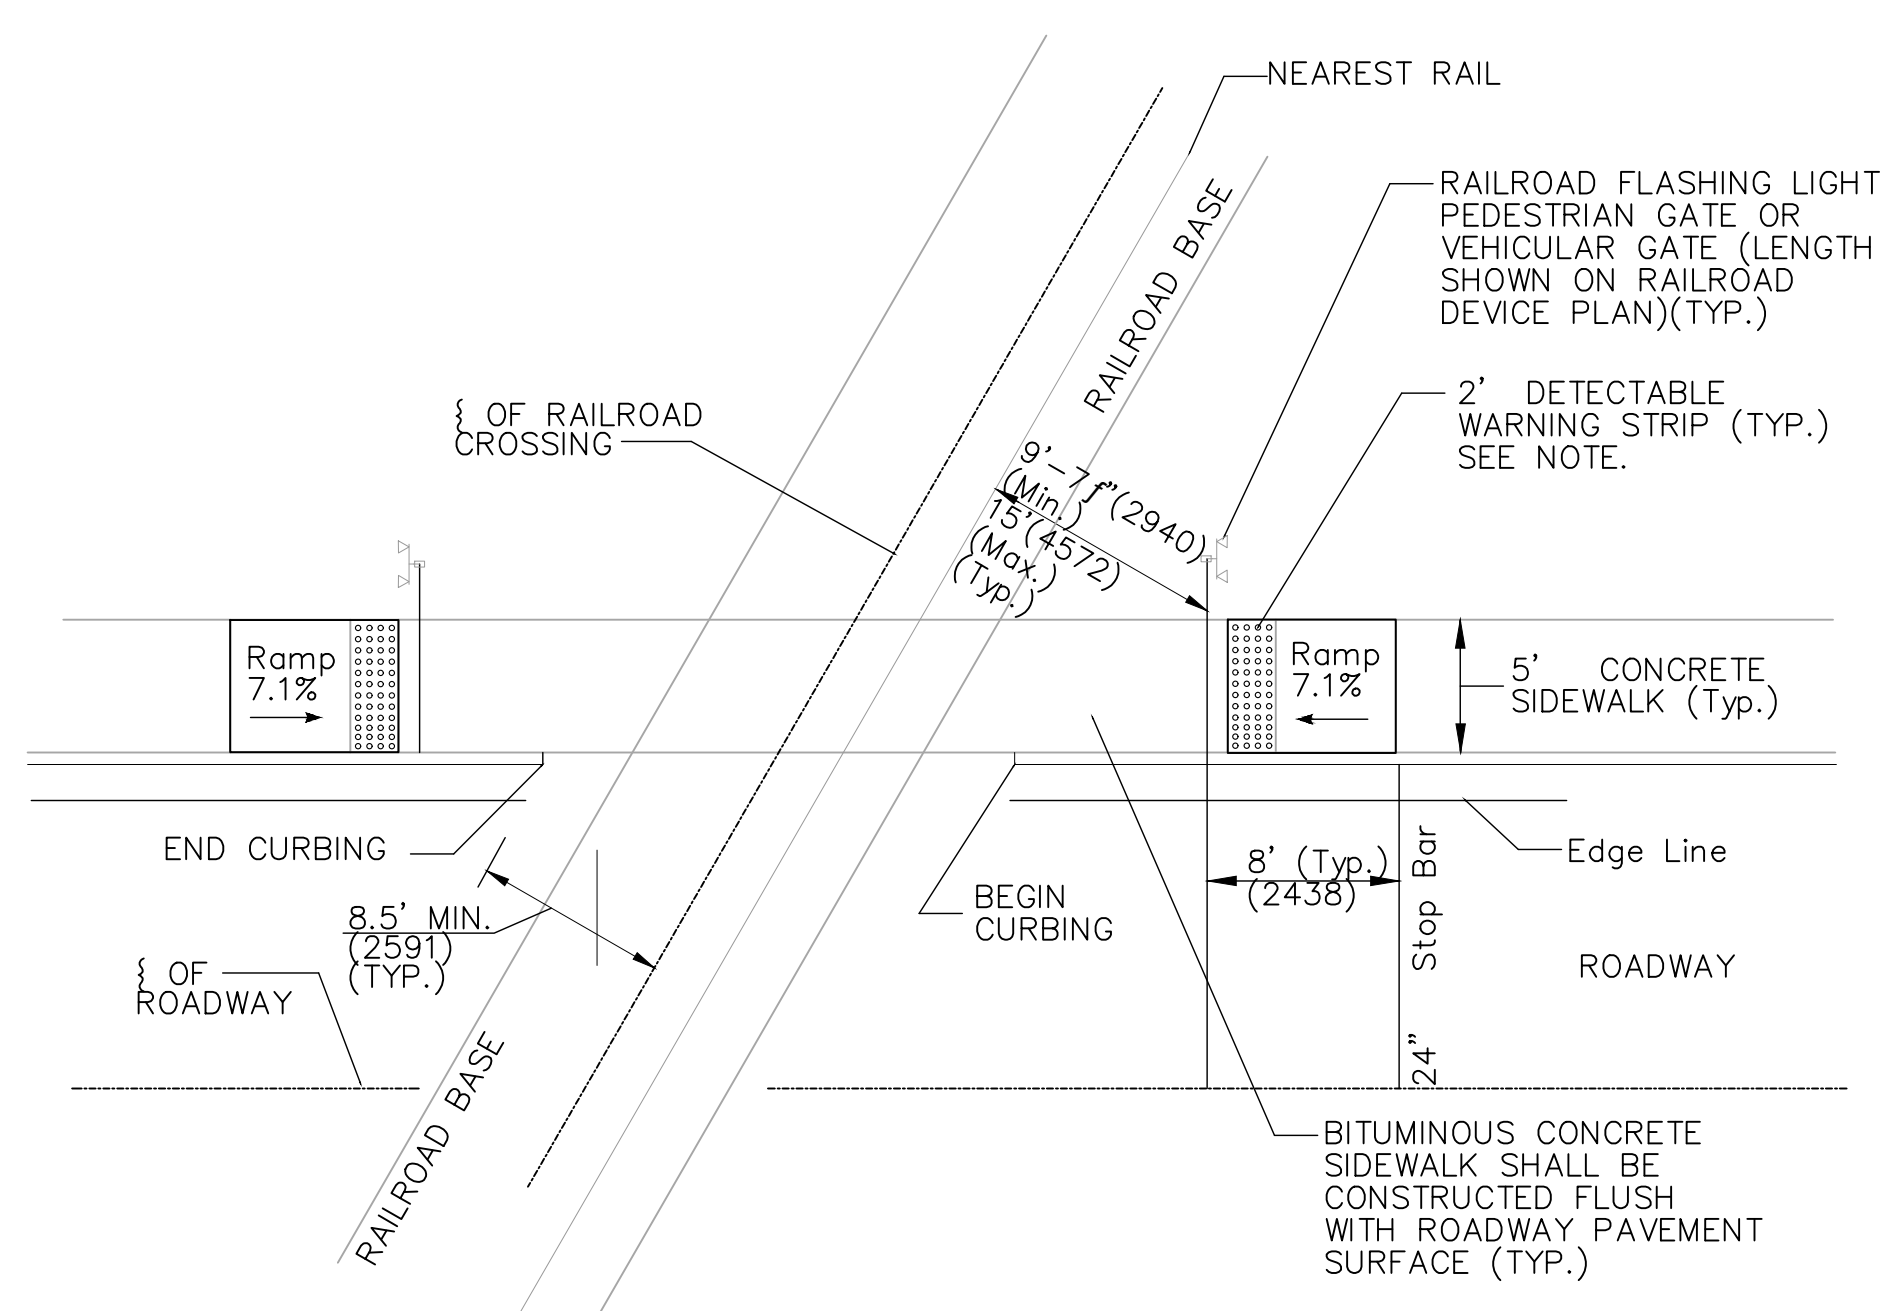 NEAREST RAIL
RAILROAD FLASHING LIGHT
PEDESTRIAN GATE OR
VEHICULAR GATE (LENGTH
SHOWN ON RAILROAD
DEVICE PLAN)(TYP.)
RAILROAD BASE
2' DETECTABLE
WARNING STRIP (TYP.)
SEE NOTE.
OF RAILROAD
CROSSING
9'-7ƒ"(2940)
(Min.)
15'(4572)
(Max.)
(Typ.)
Ramp
7.1%
Ramp
7.1%
5' CONCRETE
SIDEWALK (Typ.)
END CURBING
Edge Line
8' (Typ.)
(2438)
24" Stop Bar
BEGIN
CURBING
8.5' MIN.
(2591)
(TYP.)
OF
ROADWAY
ROADWAY
RAILROAD BASE
BITUMINOUS CONCRETE
SIDEWALK SHALL BE
CONSTRUCTED FLUSH
WITH ROADWAY PAVEMENT
SURFACE (TYP.)